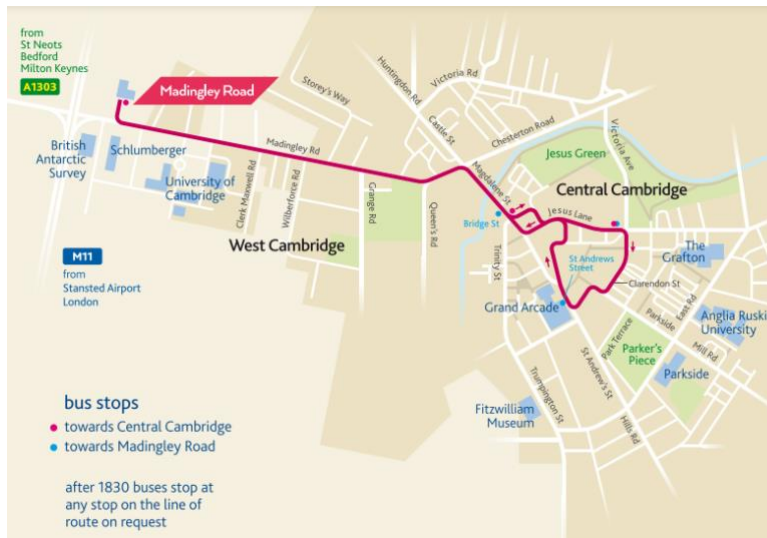 from
St Neots
Bedford
Milton Keynes
A1303
Madingley Road
British
Antarctic
Survey
Schlumberger
University of
Cambridge
M11
from
Stansted Airport
London
Madingley Rd
Storey's Way
Clerk Maxwell Rd
Wilberforce Rd
West Cambridge
Grange Rd
Queen's Rd
Huntingdon Rd
Victoria Rd
Castle St
Chesterton Road
Victoria Ave
Magdalene St
Jesus Green
Central Cambridge
Jesus Lane
Bridge St
Trinity St
St Andrews
Street
The
Grafton
Clarendon St
Grand Arcade
East Rd
Parkside
Anglia Ruski
University
Park Terrace
Parker's
Piece
Mill Rd
Parkside
St Andrew's St
Trumpington St
Hills Rd
Fitzwilliam
Museum
bus stops
towards Central Cambridge
towards Madingley Road
after 1830 buses stop at
any stop on the line of
route on request